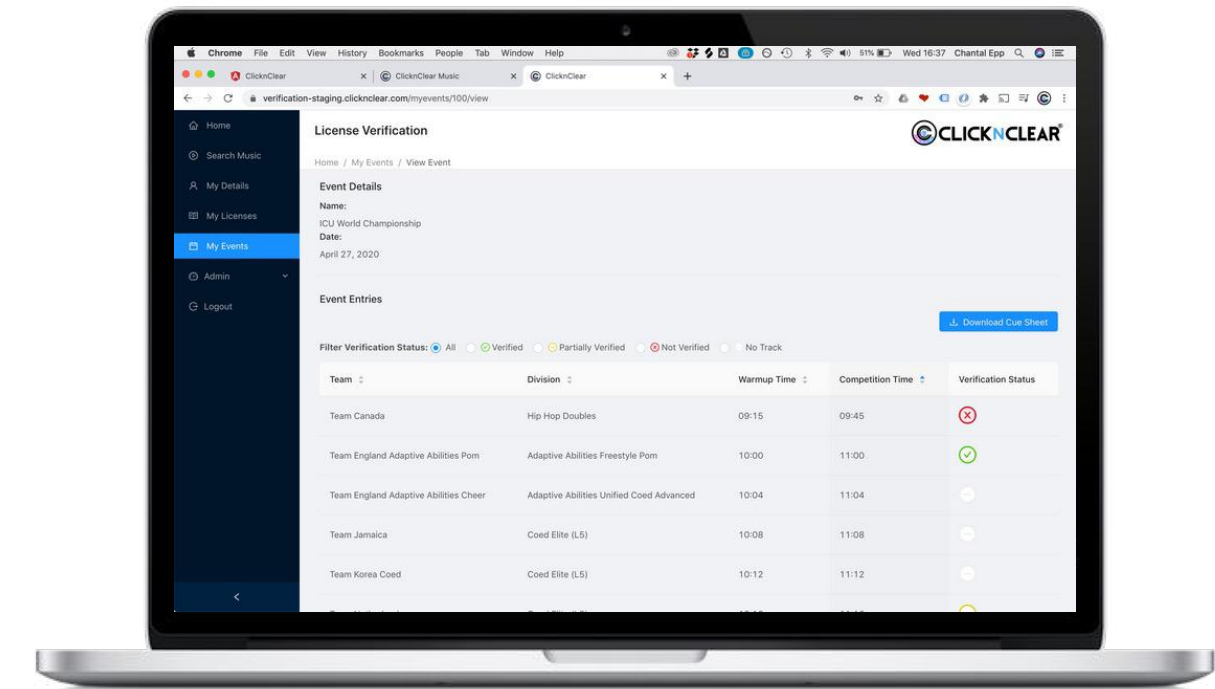 Chrome File Edit View History Bookmarks People Tab Window Help 51% Wed 16:37 Chantal Epp
ClicknClear ClicknClear Music ClicknClear
verification-staging.clicknclear.com/myevents/100/view
Home
Search Music
My Details
My Licenses
My Events
Admin
Logout
License Verification
CLICKNCLEAR®
Home / My Events / View Event
Event Details
Name:
ICU World Championship
Date:
April 27, 2020
Event Entries
Download Cue Sheet
Filter Verification Status: All Verified Partially Verified Not Verified No Track
Team Division Warmup Time Competition Time Verification Status
Team Canada Hip Hop Doubles 09:15 09:45
Team England Adaptive Abilities Pom Adaptive Abilities Freestyle Pom 10:00 11:00
Team England Adaptive Abilities Cheer Adaptive Abilities Unified Coed Advanced 10:04 11:04
Team Jamaica Coed Elite (L5) 10:08 11:08
Team Korea Coed Coed Elite (L5) 10:12 11:12